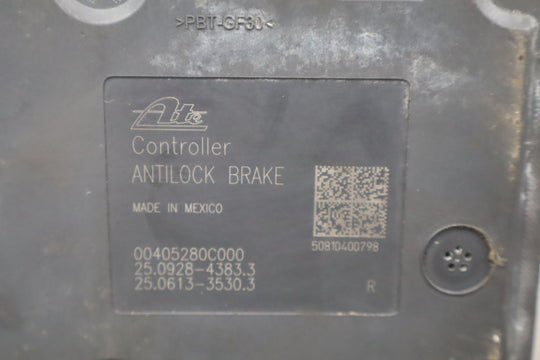 >PBT-GF30<
Ate
Controller
ANTILOCK BRAKE
MADE IN MEXICO
50810400798
00405280C000
25.0928-4383.3
25.0613-3530.3
R